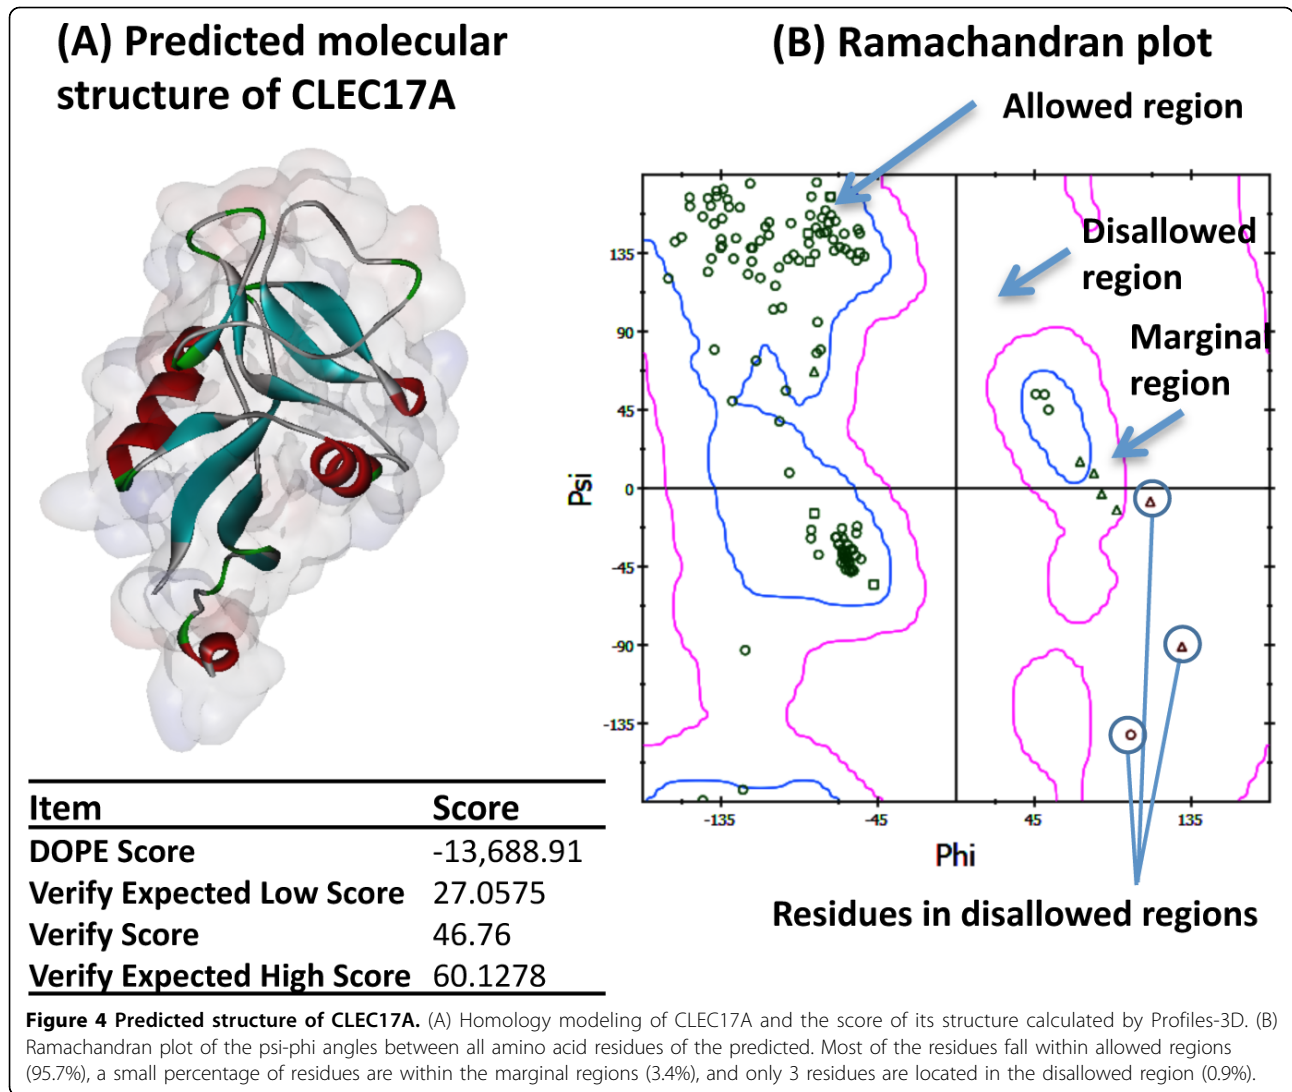 (A) Predicted molecular
structure of CLEC17A
(B) Ramachandran plot
Allowed region
Disallowed
region
Marginal
region
135
90
45
0
-45
-90
-135
Psi
-135
-45
45
135
Phi
Residues in disallowed regions
Item Score
DOPE Score -13,688.91
Verify Expected Low Score 27.0575
Verify Score 46.76
Verify Expected High Score 60.1278
Figure 4 Predicted structure of CLEC17A. (A) Homology modeling of CLEC17A and the score of its structure calculated by Profiles-3D. (B)
Ramachandran plot of the psi-phi angles between all amino acid residues of the predicted. Most of the residues fall within allowed regions
(95.7%), a small percentage of residues are within the marginal regions (3.4%), and only 3 residues are located in the disallowed region (0.9%).